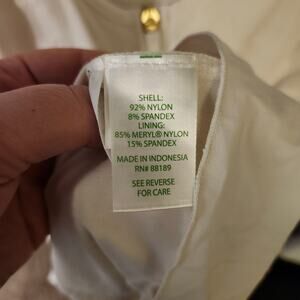 SHELL:
92% NYLON
8% SPANDEX
LINING:
85% MERYL® NYLON
15% SPANDEX
MADE IN INDONESIA
RN# 88189
SEE REVERSE
FOR CARE